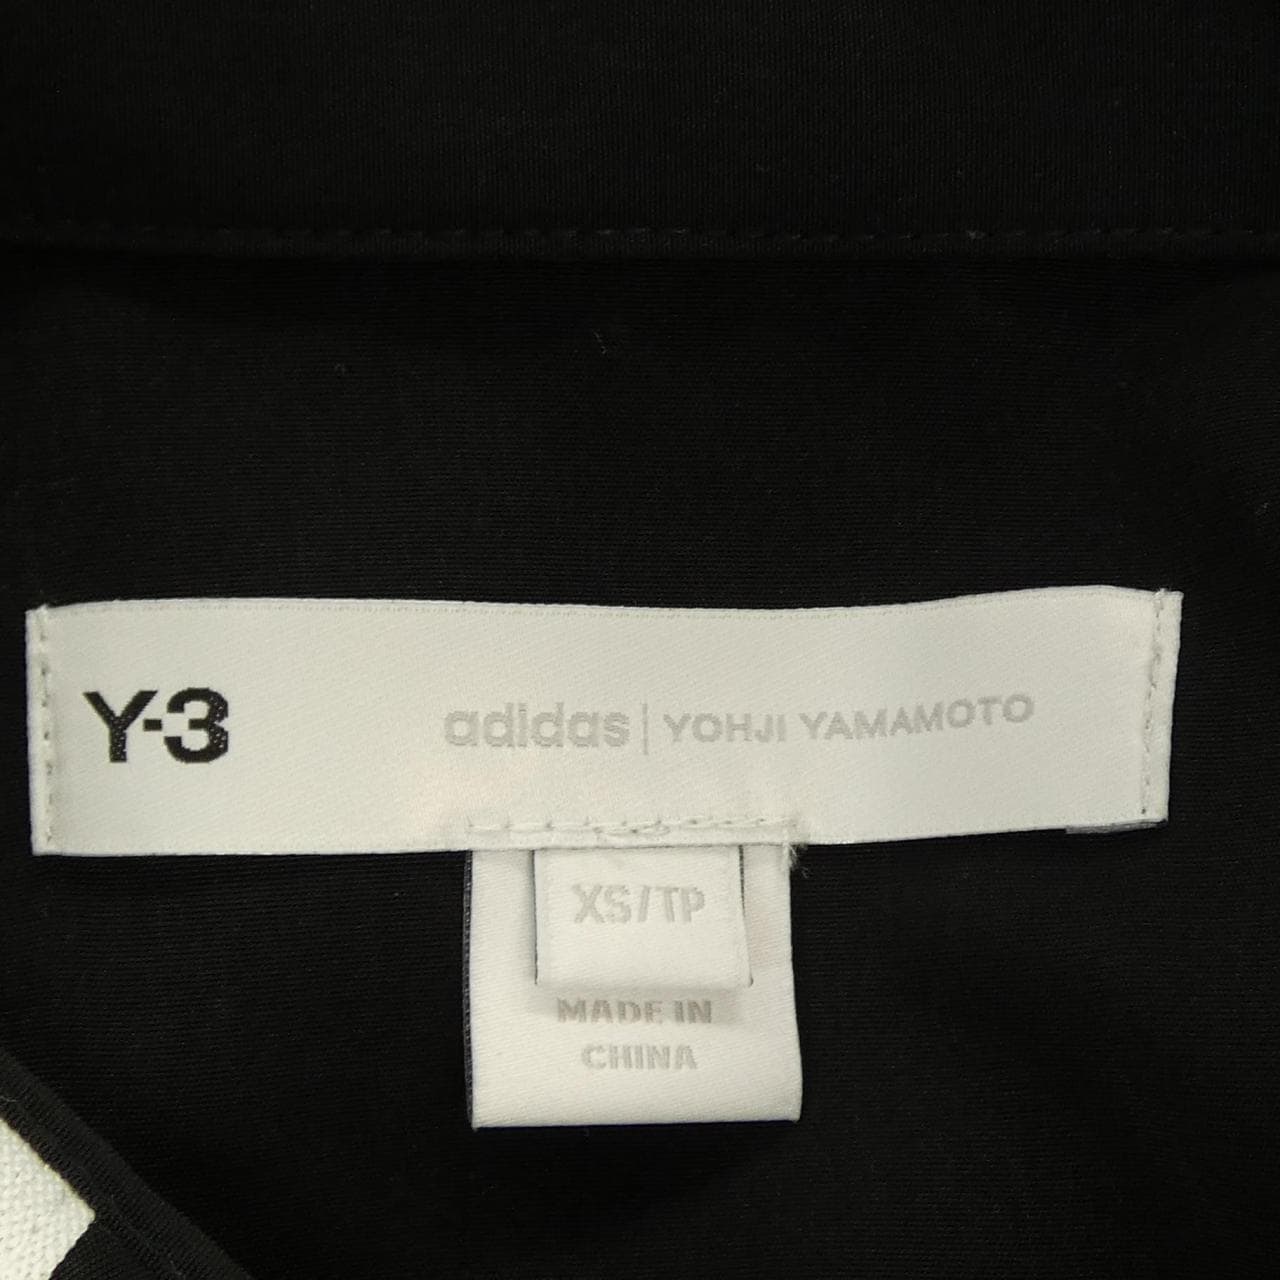 Y-3 adidas | YOHJI YAMAMOTO
XS/TP
MADE IN
CHINA